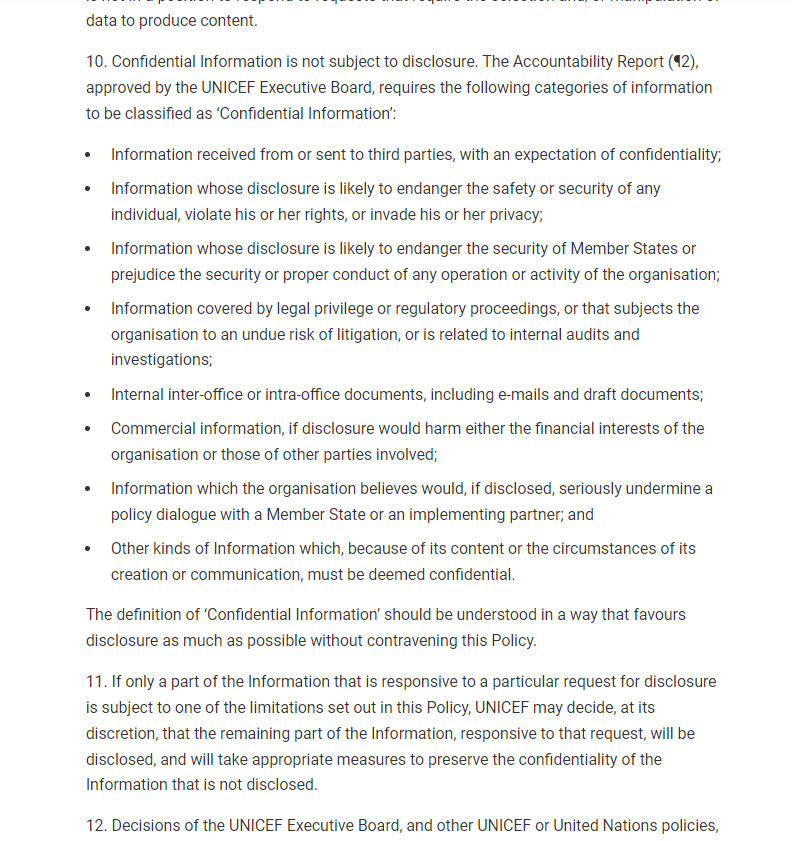 data to produce content.
10. Confidential Information is not subject to disclosure. The Accountability Report (¶2),
approved by the UNICEF Executive Board, requires the following categories of information
to be classified as ‘Confidential Information’:
• Information received from or sent to third parties, with an expectation of confidentiality;
• Information whose disclosure is likely to endanger the safety or security of any
individual, violate his or her rights, or invade his or her privacy;
• Information whose disclosure is likely to endanger the security of Member States or
prejudice the security or proper conduct of any operation or activity of the organisation;
• Information covered by legal privilege or regulatory proceedings, or that subjects the
organisation to an undue risk of litigation, or is related to internal audits and
investigations;
• Internal inter-office or intra-office documents, including e-mails and draft documents;
• Commercial information, if disclosure would harm either the financial interests of the
organisation or those of other parties involved;
• Information which the organisation believes would, if disclosed, seriously undermine a
policy dialogue with a Member State or an implementing partner; and
• Other kinds of Information which, because of its content or the circumstances of its
creation or communication, must be deemed confidential.
The definition of ‘Confidential Information’ should be understood in a way that favours
disclosure as much as possible without contravening this Policy.
11. If only a part of the Information that is responsive to a particular request for disclosure
is subject to one of the limitations set out in this Policy, UNICEF may decide, at its
discretion, that the remaining part of the Information, responsive to that request, will be
disclosed, and will take appropriate measures to preserve the confidentiality of the
Information that is not disclosed.
12. Decisions of the UNICEF Executive Board, and other UNICEF or United Nations policies,